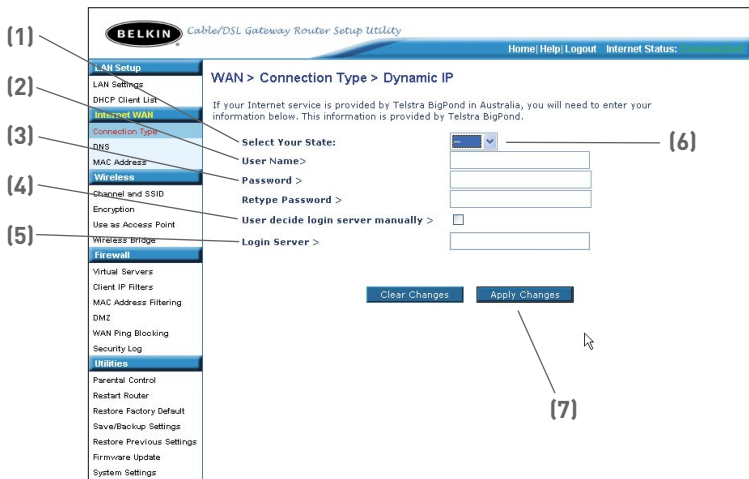 BELKIN Cable/DSL Gateway Router Setup Utility
Home| Help| Logout Internet Status:
LAN Setup
LAN Settings
DHCP Client List
Internet WAN
Connection Type
DNS
MAC Address
Wireless
Channel and SSID
Encryption
Use as Access Point
Wireless Bridge
Firewall
Virtual Servers
Client IP Filters
MAC Address Filtering
DMZ
WAN Ping Blocking
Security Log
Utilities
Parental Control
Restart Router
Restore Factory Default
Save/Backup Settings
Restore Previous Settings
Firmware Update
System Settings
WAN > Connection Type > Dynamic IP
If your Internet service is provided by Telstra BigPond in Australia, you will need to enter your
information below. This information is provided by Telstra BigPond.
Select Your State: --
User Name>
Password >
Retype Password >
User decide login server manually >
Login Server >
Clear Changes Apply Changes
(1)
(2)
(3)
(4)
(5)
(6)
(7)